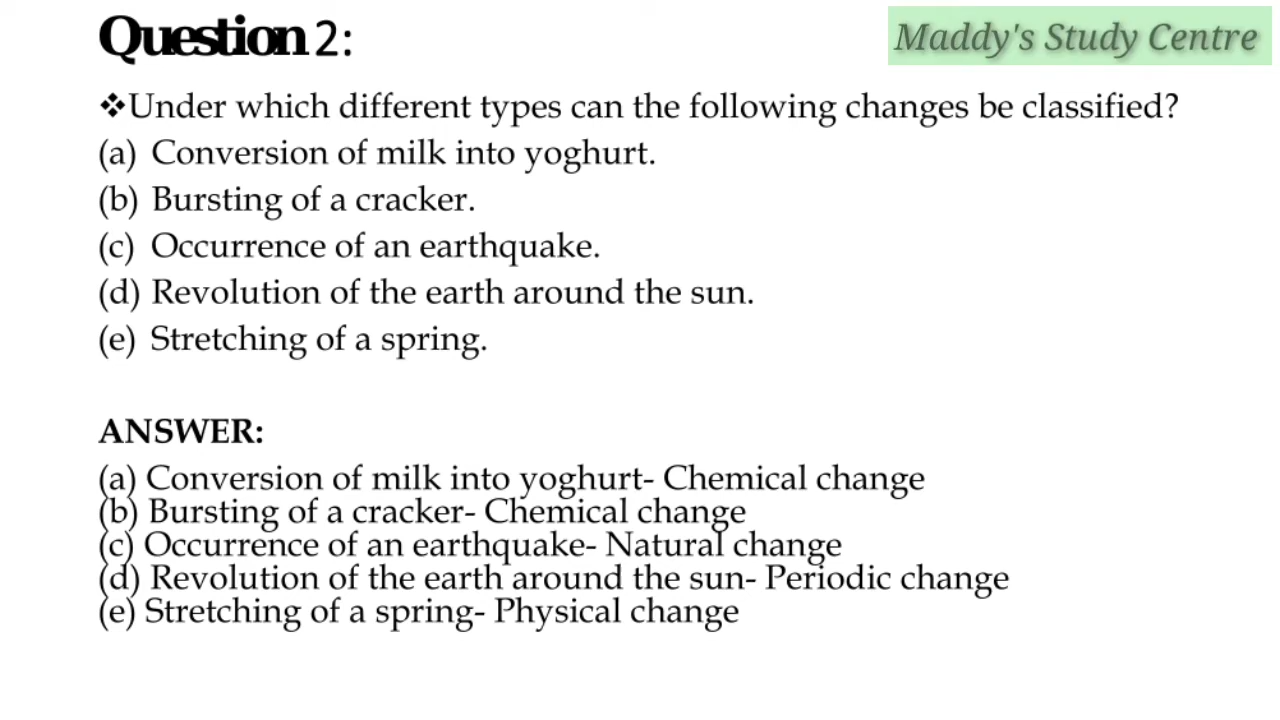 Question 2:
Maddy's Study Centre
❖Under which different types can the following changes be classified?
(a) Conversion of milk into yoghurt.
(b) Bursting of a cracker.
(c) Occurrence of an earthquake.
(d) Revolution of the earth around the sun.
(e) Stretching of a spring.
ANSWER:
(a) Conversion of milk into yoghurt- Chemical change
(b) Bursting of a cracker- Chemical change
(c) Occurrence of an earthquake- Natural change
(d) Revolution of the earth around the sun- Periodic change
(e) Stretching of a spring- Physical change